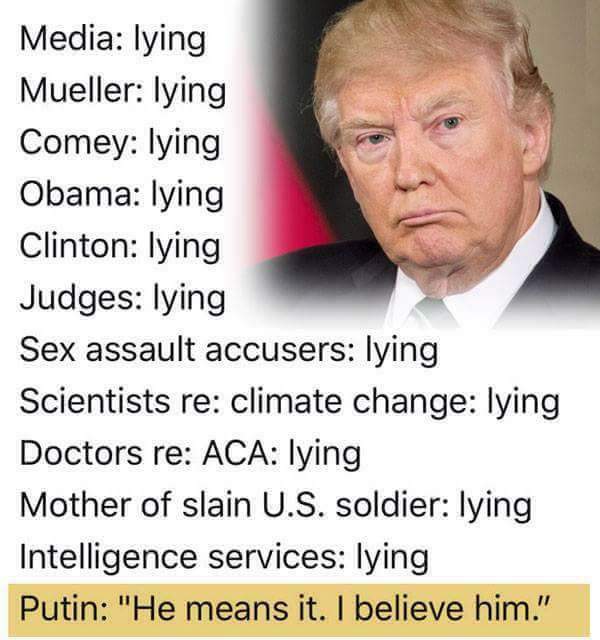 Media: lying
Mueller: lying
Comey: lying
Obama: lying
Clinton: lying
Judges: lying
Sex assault accusers: lying
Scientists re: climate change: lying
Doctors re: ACA: lying
Mother of slain U.S. soldier: lying
Intelligence services: lying
Putin: "He means it. I believe him.”